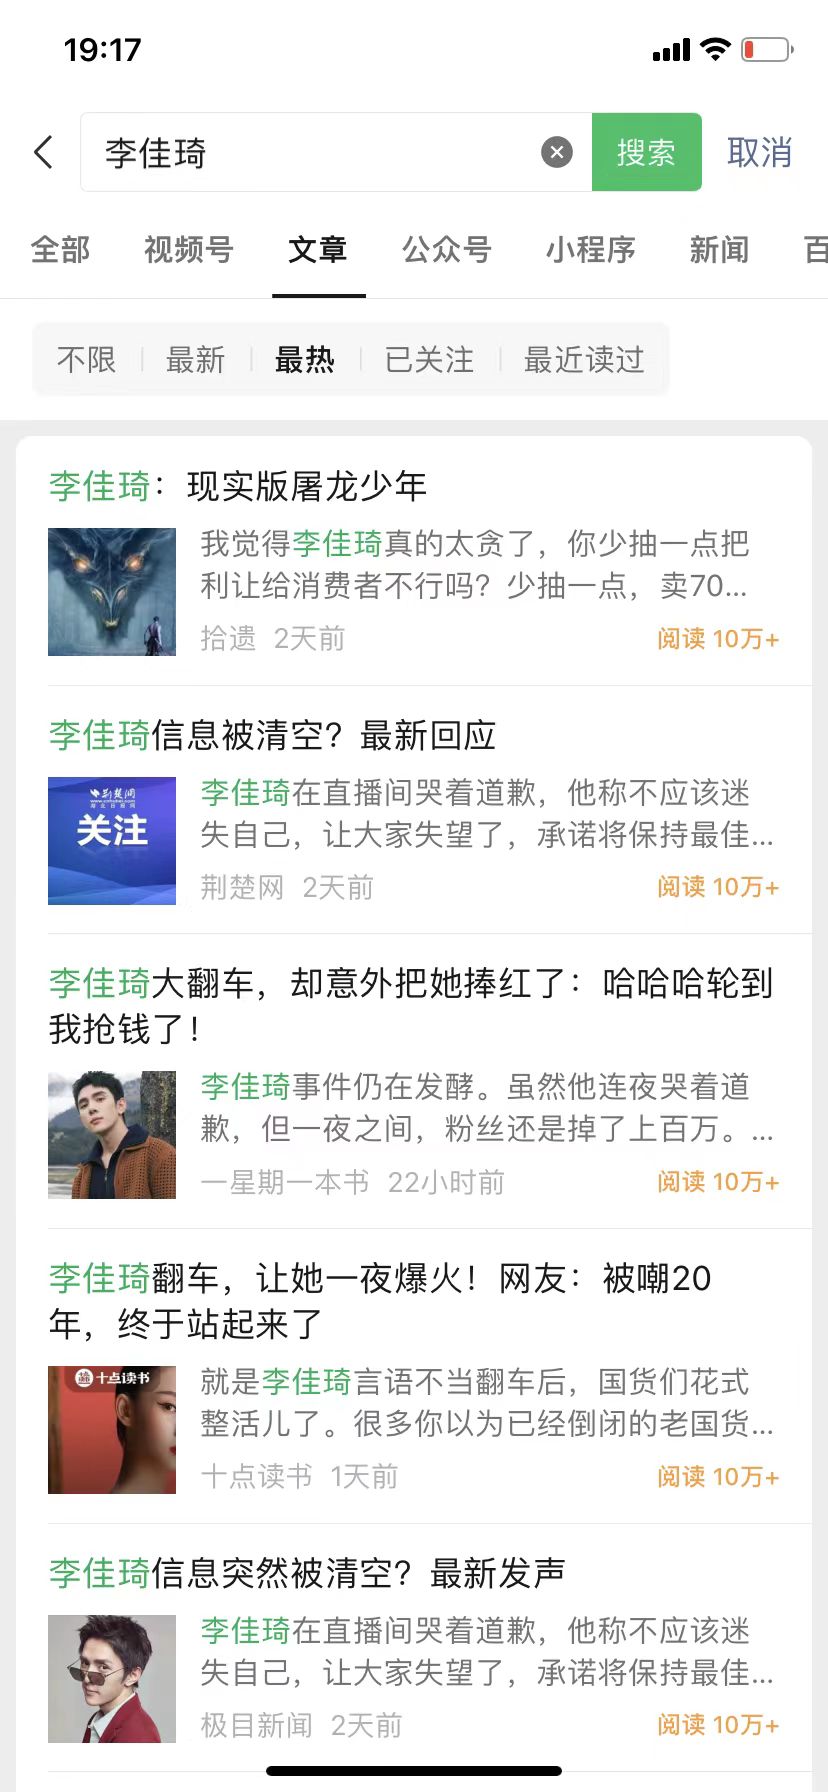 19:17
李佳琦
搜索
取消
全部 视频号 文章 公众号 小程序 新闻 百
不限 最新 最热 已关注 最近读过
李佳琦：现实版屠龙少年
我觉得李佳琦真的太贪了，你少抽一点把
利让给消费者不行吗？少抽一点，卖70...
拾遗 2天前 阅读 10万+
李佳琦信息被清空？最新回应
荆楚网
关注
李佳琦在直播间哭着道歉，他称不应该迷
失自己，让大家失望了，承诺将保持最佳...
荆楚网 2天前 阅读 10万+
李佳琦大翻车，却意外把她捧红了：哈哈哈轮到
我抢钱了！
李佳琦事件仍在发酵。虽然他连夜哭着道
歉，但一夜之间，粉丝还是掉了上百万。...
一星期一本书 22小时前 阅读 10万+
李佳琦翻车，让她一夜爆火！网友：被嘲20
年，终于站起来了
十点读书
就是李佳琦言语不当翻车后，国货们花式
整活儿了。很多你以为已经倒闭的老国货...
十点读书 1天前 阅读 10万+
李佳琦信息突然被清空？最新发声
李佳琦在直播间哭着道歉，他称不应该迷
失自己，让大家失望了，承诺将保持最佳...
极目新闻 2天前 阅读 10万+